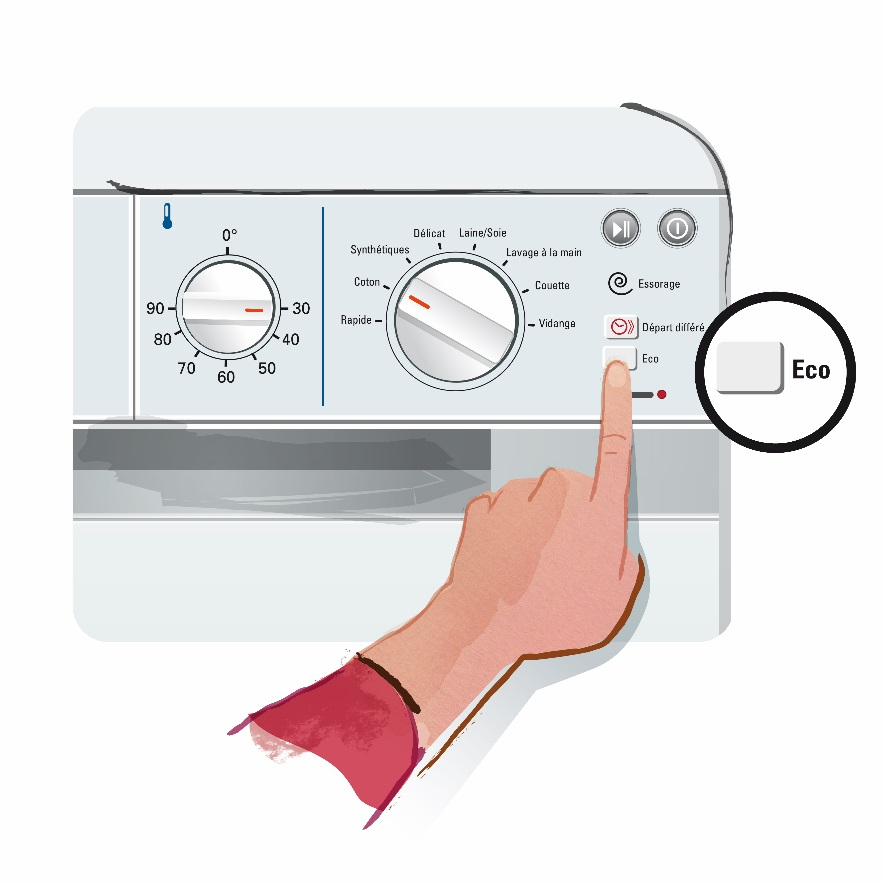 0°
30
40
50
60
70
80
90
Rapide
Coton
Synthétiques
Délicat
Laine/Soie
Lavage à la main
Couette
Vidange
Essorage
Départ différé
Eco
Eco